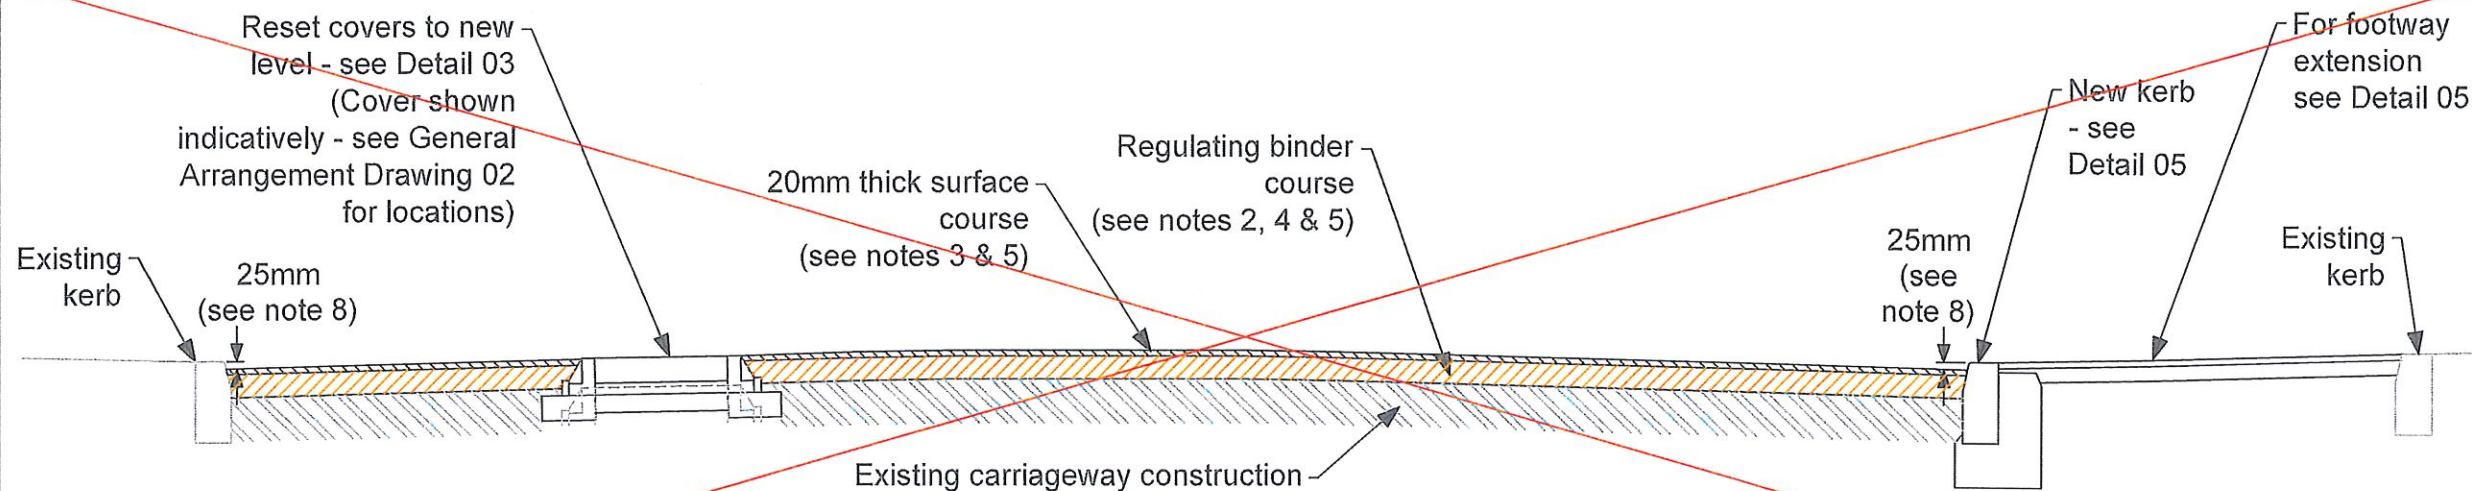 Reset covers to new
level - see Detail 03
(Cover shown
indicatively - see General
Arrangement Drawing 02
for locations)
Existing
kerb
25mm
(see note 8)
20mm thick surface
course
(see notes 3 & 5)
Regulating binder
course
(see notes 2, 4 & 5)
Existing carriageway construction
25mm
(see
note 8)
New kerb
- see
Detail 05
For footway
extension
see Detail 05
Existing
kerb